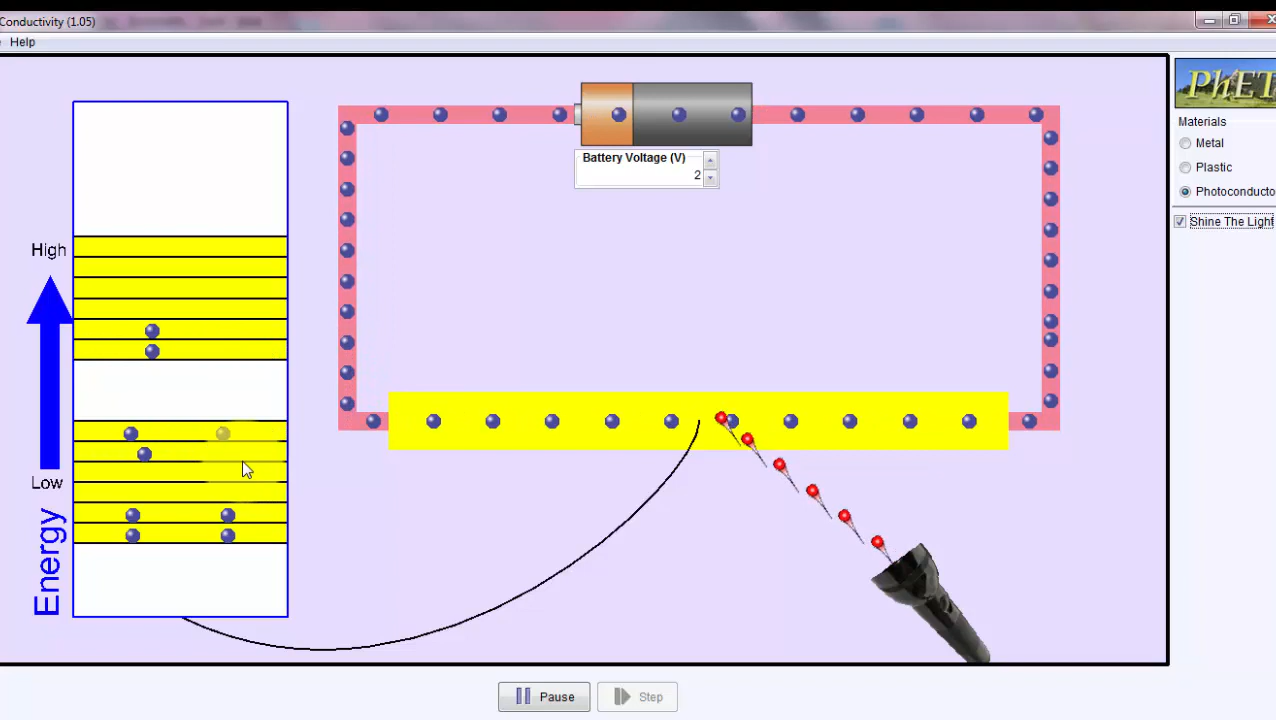 Conductivity (1.05)
Help
PhET
Materials
Metal
Plastic
Photoconducto
Shine The Light
Battery Voltage (V)
2
High
Low
Energy
Pause
Step